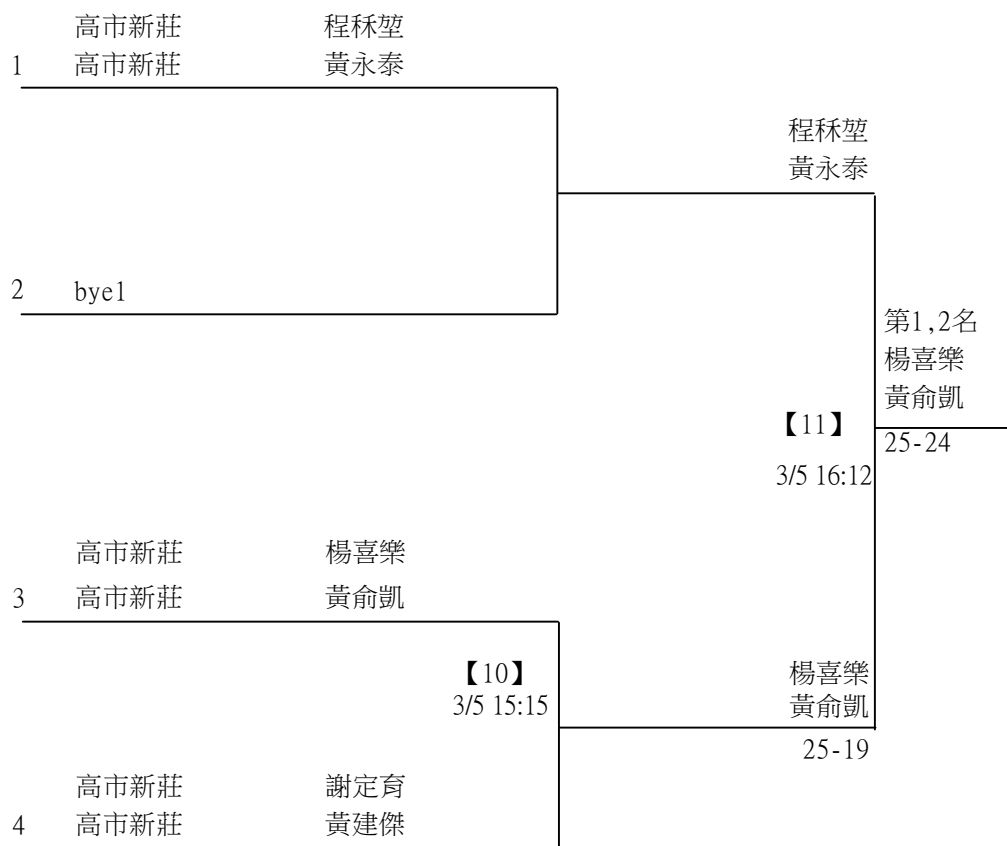 高市新莊 程秝堃
1 高市新莊 黃永泰
程秝堃
黃永泰
2 bye1
第1,2名
楊喜樂
黃俞凱
【11】
25-24
3/5 16:12
高市新莊 楊喜樂
3 高市新莊 黃俞凱
【10】
3/5 15:15
楊喜樂
黃俞凱
25-19
高市新莊 謝定育
4 高市新莊 黃建傑